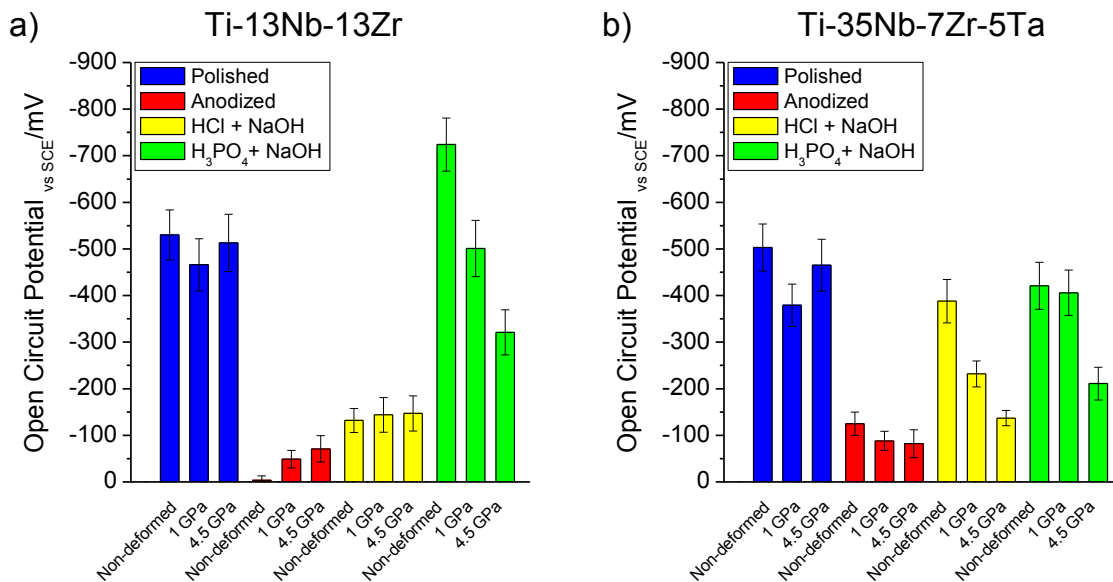 a) Ti-13Nb-13Zr
Open Circuit Potential vs SCE/mV
-900
-800
-700
-600
-500
-400
-300
-200
-100
0
Polished
Anodized
HCl + NaOH
H₃PO₄+ NaOH
Non-deformed
1 GPa
4.5 GPa
Non-deformed
1 GPa
4.5 GPa
Non-deformed
1 GPa
4.5 GPa
Non-deformed
1 GPa
4.5 GPa
b) Ti-35Nb-7Zr-5Ta
Open Circuit Potential vs SCE/mV
-900
-800
-700
-600
-500
-400
-300
-200
-100
0
Polished
Anodized
HCl + NaOH
H₃PO₄+ NaOH
Non-deformed
1 GPa
4.5 GPa
Non-deformed
1 GPa
4.5 GPa
Non-deformed
1 GPa
4.5 GPa
Non-deformed
1 GPa
4.5 GPa